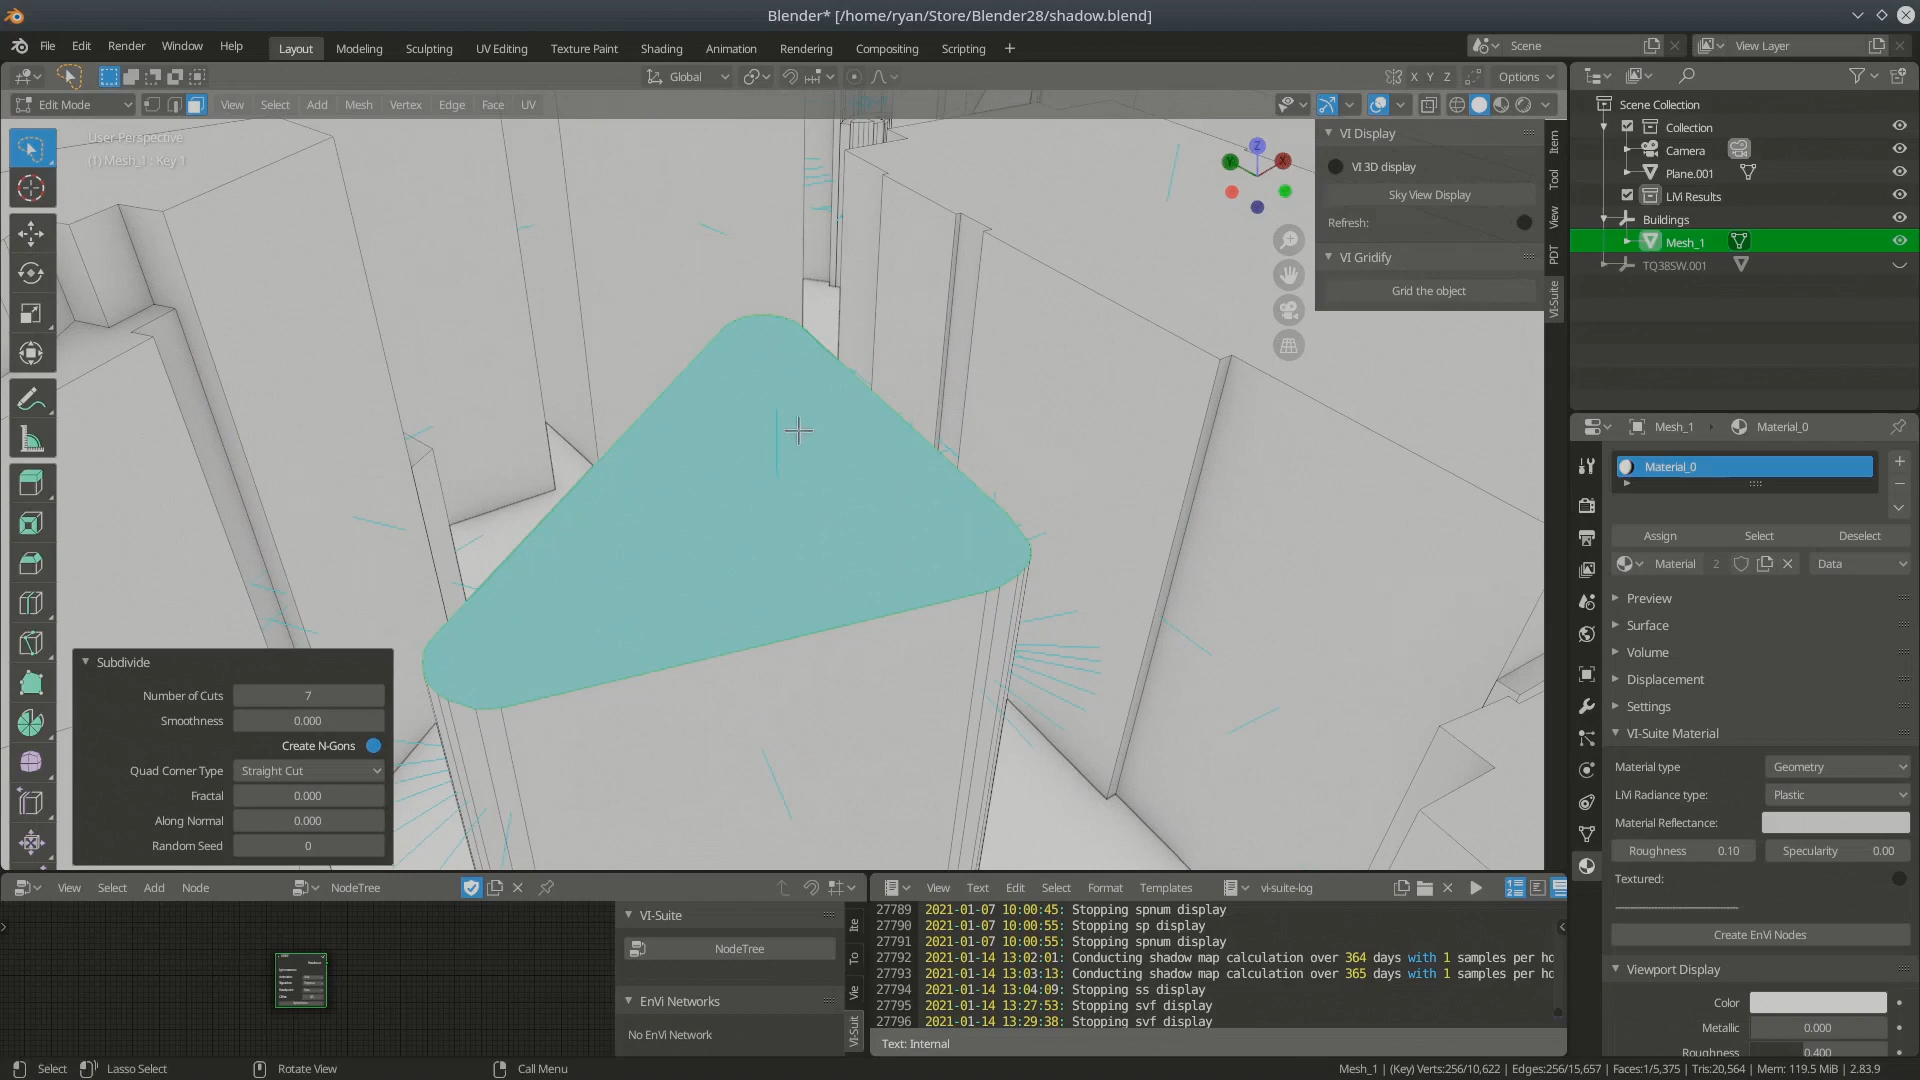 Blender* [/home/ryan/Store/Blender28/shadow.blend]
File Edit Render Window Help Layout Modeling Sculpting UV Editing Texture Paint Shading Animation Rendering Compositing Scripting +
Scene View Layer
Global X Y Z Options
Edit Mode View Select Add Mesh Vertex Edge Face UV
User Perspective
(1) Mesh_1 : Key 1
Z
Y X
VI Display
VI 3D display
Sky View Display
Refresh:
VI Gridify
Grid the object
Item
Tool
View
PDT
VI-Suite
Scene Collection
Collection
Camera
Plane.001
LiVi Results
Buildings
Mesh_1
TQ38SW.001
Subdivide
Number of Cuts 7
Smoothness 0.000
Create N-Gons
Quad Corner Type Straight Cut
Fractal 0.000
Along Normal 0.000
Random Seed 0
Mesh_1 Material_0
Material_0
Assign Select Deselect
Material 2 Data
Preview
Surface
Volume
Displacement
Settings
VI-Suite Material
Material type Geometry
LiVi Radiance type: Plastic
Material Reflectance:
Roughness 0.10 Specularity 0.00
Textured:
Create EnVi Nodes
Viewport Display
Color
Metallic 0.000
Roughness 0.400
View Select Add Node NodeTree
VI-Suite
NodeTree
EnVi Networks
No EnVi Network
Ite
To
Vie
VI-Suit
View Text Edit Select Format Templates vi-suite-log
27789 2021-01-07 10:00:45: Stopping spnum display
27790 2021-01-07 10:00:55: Stopping sp display
27791 2021-01-07 10:00:55: Stopping spnum display
27792 2021-01-14 13:02:01: Conducting shadow map calculation over 364 days with 1 samples per ho
27793 2021-01-14 13:03:13: Conducting shadow map calculation over 365 days with 1 samples per ho
27794 2021-01-14 13:04:09: Stopping ss display
27795 2021-01-14 13:27:53: Stopping svf display
27796 2021-01-14 13:29:38: Stopping svf display
Text: Internal
Select Lasso Select Rotate View Call Menu Mesh_1 | (Key) Verts:256/10,622 | Edges:256/15,657 | Faces:1/5,375 | Tris:20,564 | Mem: 119.5 MiB | 2.83.9